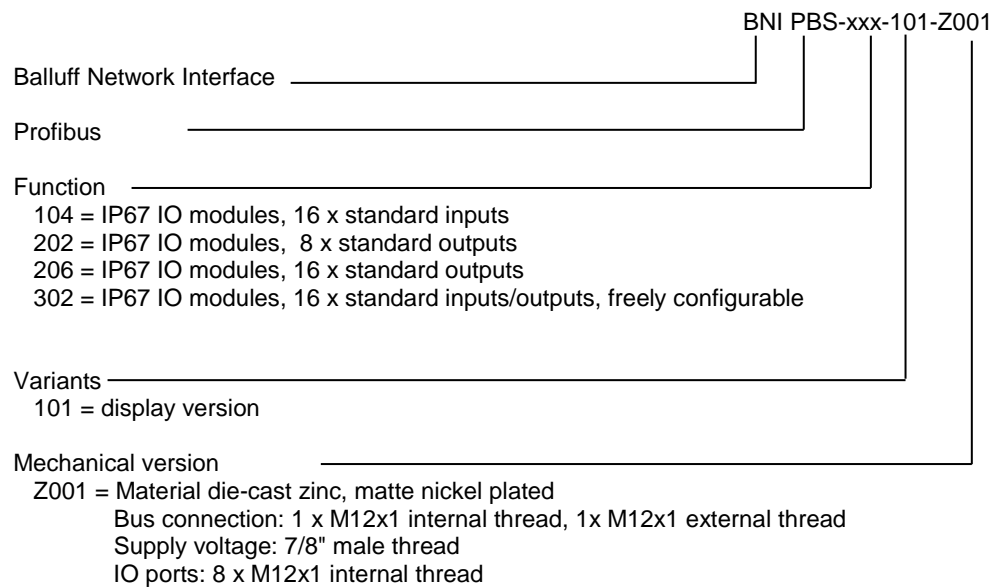 BNI PBS-xxx-101-Z001
Balluff Network Interface
Profibus
Function
104 = IP67 IO modules, 16 x standard inputs
202 = IP67 IO modules, 8 x standard outputs
206 = IP67 IO modules, 16 x standard outputs
302 = IP67 IO modules, 16 x standard inputs/outputs, freely configurable
Variants
101 = display version
Mechanical version
Z001 = Material die-cast zinc, matte nickel plated
Bus connection: 1 x M12x1 internal thread, 1x M12x1 external thread
Supply voltage: 7/8" male thread
IO ports: 8 x M12x1 internal thread